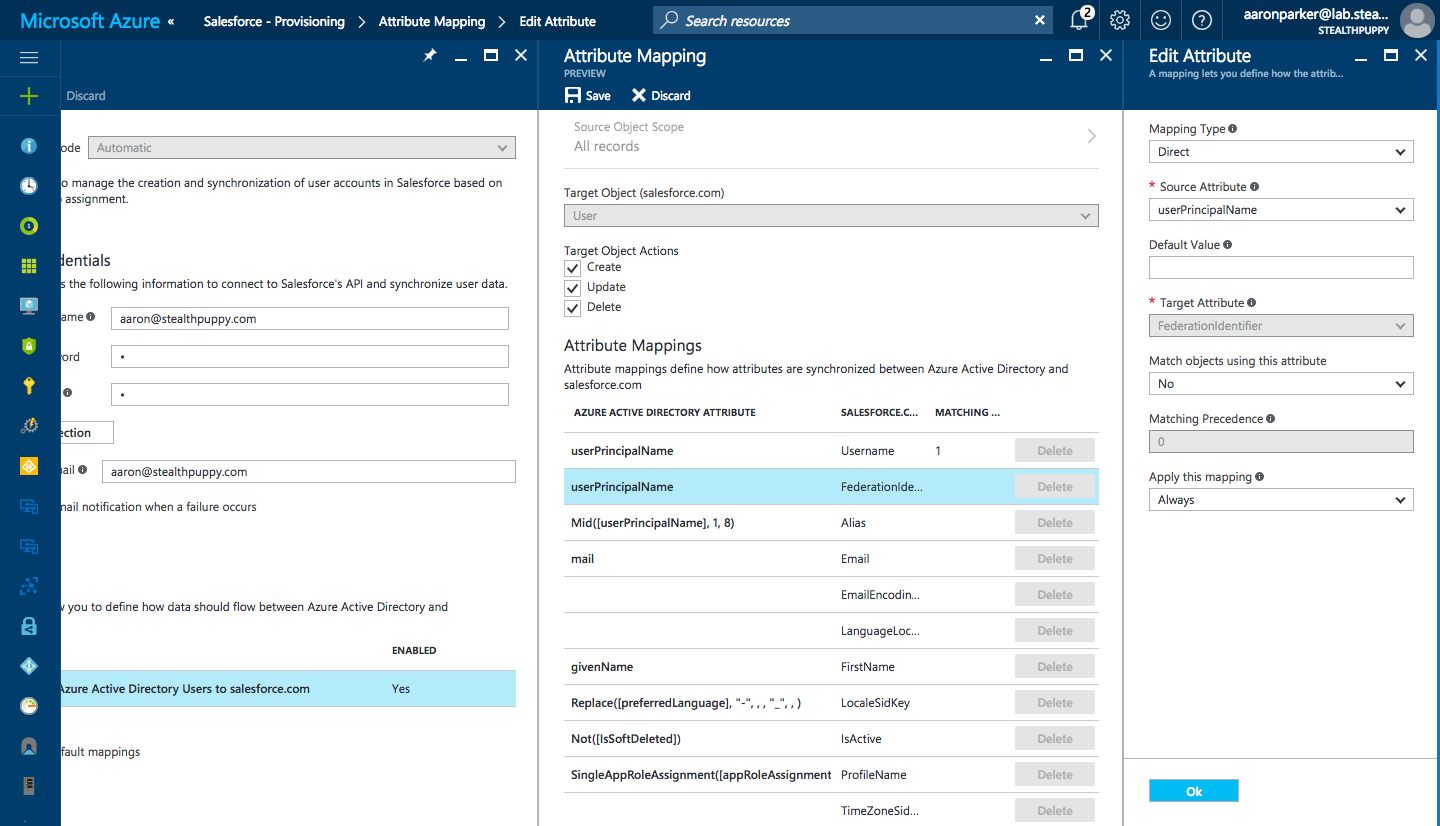 Microsoft Azure «
Salesforce - Provisioning > Attribute Mapping > Edit Attribute
Search resources
2
aaronparker@lab.stea...
STEALTHPUPPY
Discard
ode
Automatic
o manage the creation and synchronization of user accounts in Salesforce based on
assignment.
dentials
s the following information to connect to Salesforce's API and synchronize user data.
ame
aaron@stealthpuppy.com
ord
ection
ail
aaron@stealthpuppy.com
mail notification when a failure occurs
w you to define how data should flow between Azure Active Directory and
ENABLED
Azure Active Directory Users to salesforce.com Yes
fault mappings
Attribute Mapping
PREVIEW
Save Discard
Source Object Scope
All records
Target Object (salesforce.com)
User
Target Object Actions
Create
Update
Delete
Attribute Mappings
Attribute mappings define how attributes are synchronized between Azure Active Directory and
salesforce.com
AZURE ACTIVE DIRECTORY ATTRIBUTE SALESFORCE.C... MATCHING ...
userPrincipalName Username 1 Delete
userPrincipalName FederationIde... Delete
Mid([userPrincipalName], 1, 8) Alias Delete
mail Email Delete
EmailEncodin... Delete
LanguageLoc... Delete
givenName FirstName Delete
Replace([preferredLanguage], "-", , , "_", , ) LocaleSidKey Delete
Not([IsSoftDeleted]) IsActive Delete
SingleAppRoleAssignment([appRoleAssignment ProfileName Delete
TimeZoneSid... Delete
Edit Attribute
A mapping lets you define how the attrib...
Mapping Type
Direct
* Source Attribute
userPrincipalName
Default Value
* Target Attribute
FederationIdentifier
Match objects using this attribute
No
Matching Precedence
0
Apply this mapping
Always
Ok